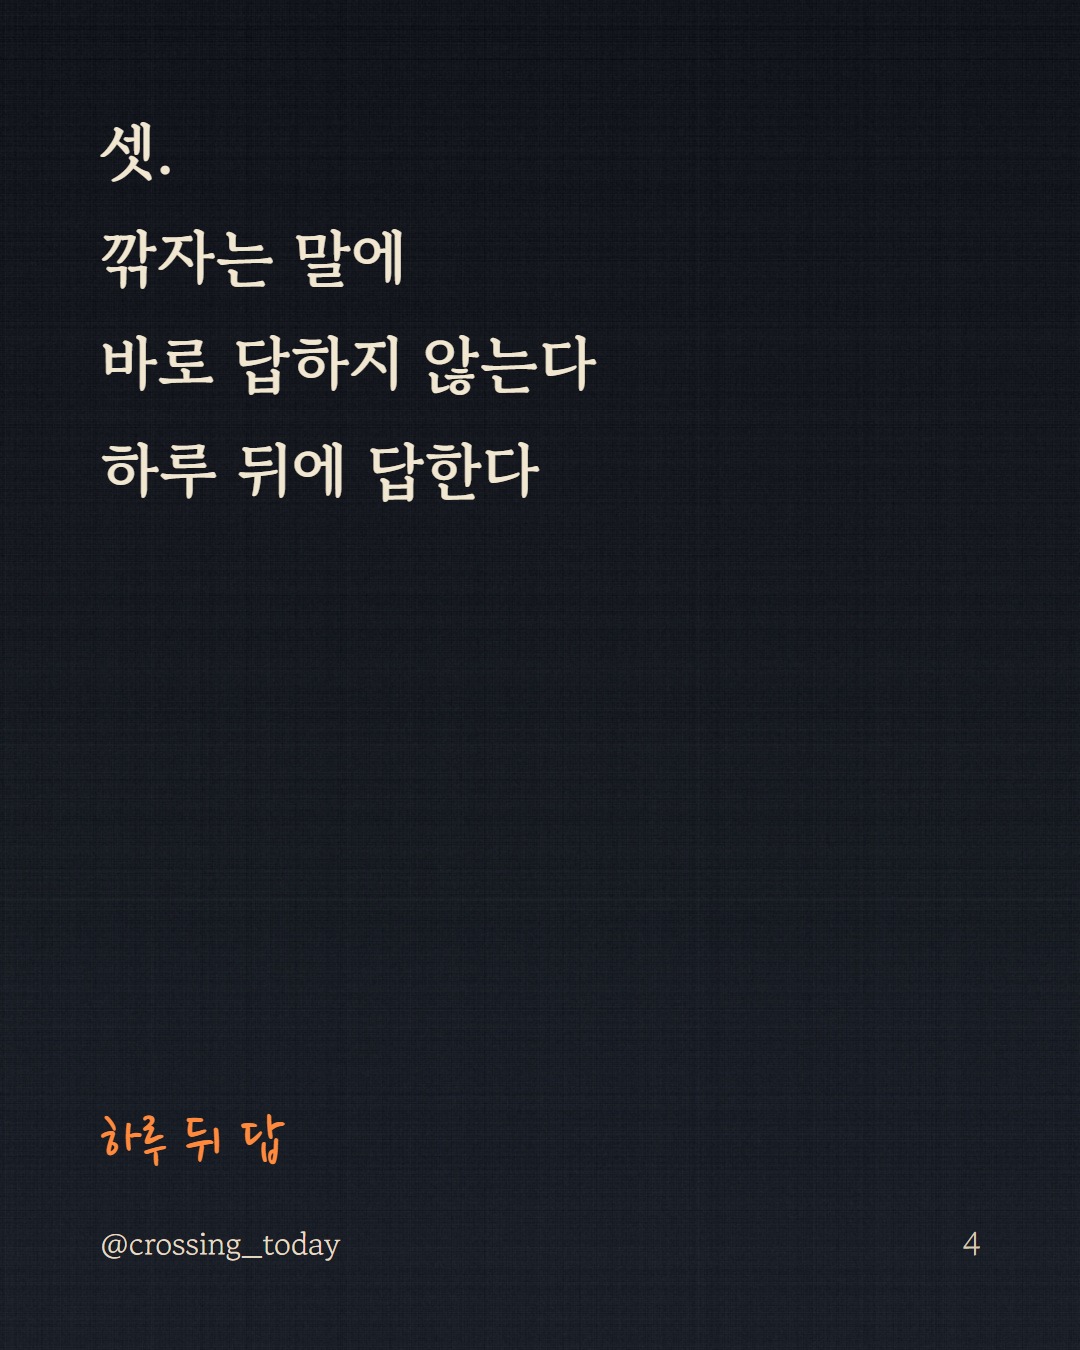 셋.
깎자는 말에
바로 답하지 않는다
하루 뒤에 답한다
하루 뒤 답
@crossing_today
4